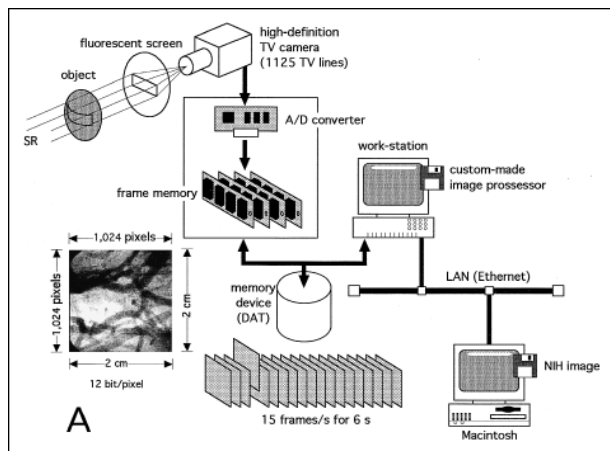 high-definition
TV camera
(1125 TV lines)
fluorescent screen
object
SR
A/D converter
frame memory
work-station
custom-made
image prossessor
1,024 pixels
1,024 pixels
2 cm
2 cm
12 bit/pixel
memory
device
(DAT)
LAN (Ethernet)
15 frames/s for 6 s
NIH image
Macintosh
A